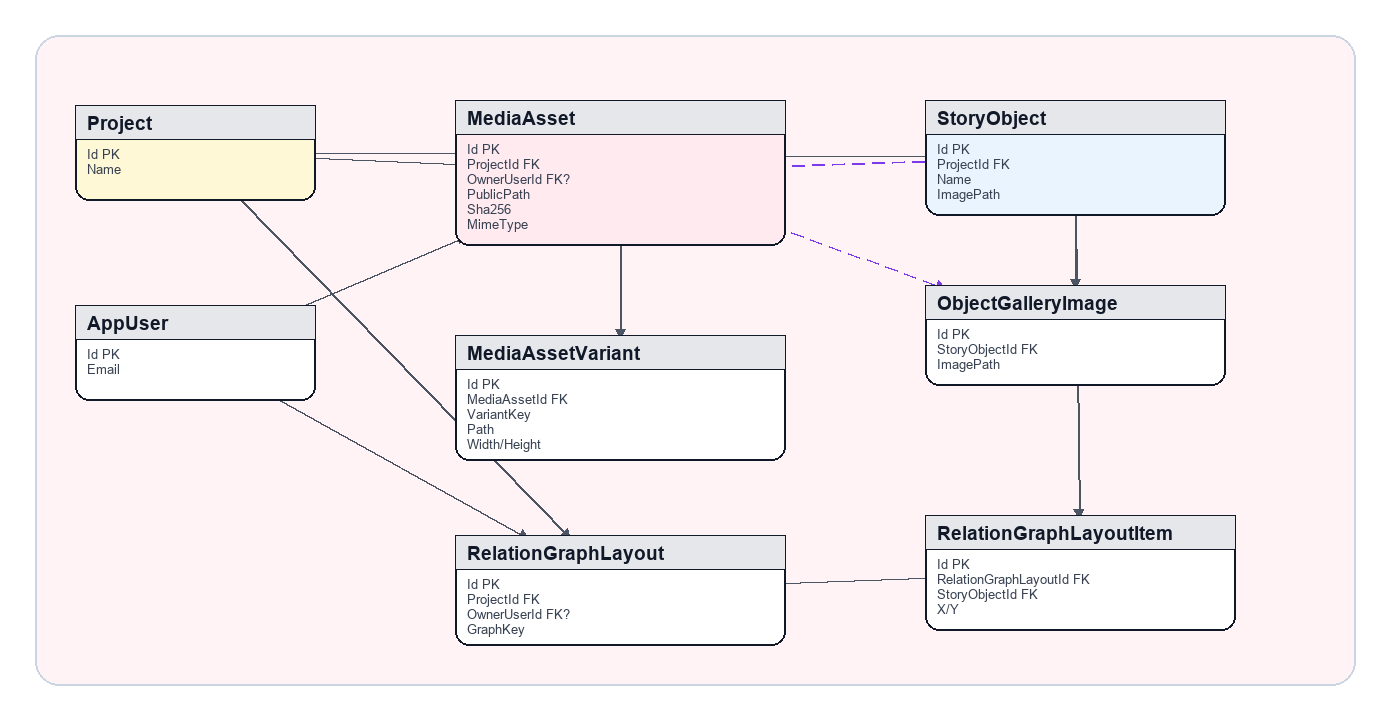 Project
Id PK
Name
MediaAsset
Id PK
ProjectId FK
OwnerUserId FK?
PublicPath
Sha256
MimeType
StoryObject
Id PK
ProjectId FK
Name
ImagePath
AppUser
Id PK
Email
MediaAssetVariant
Id PK
MediaAssetId FK
VariantKey
Path
Width/Height
ObjectGalleryImage
Id PK
StoryObjectId FK
ImagePath
RelationGraphLayout
Id PK
ProjectId FK
OwnerUserId FK?
GraphKey
RelationGraphLayoutItem
Id PK
RelationGraphLayoutId FK
StoryObjectId FK
X/Y